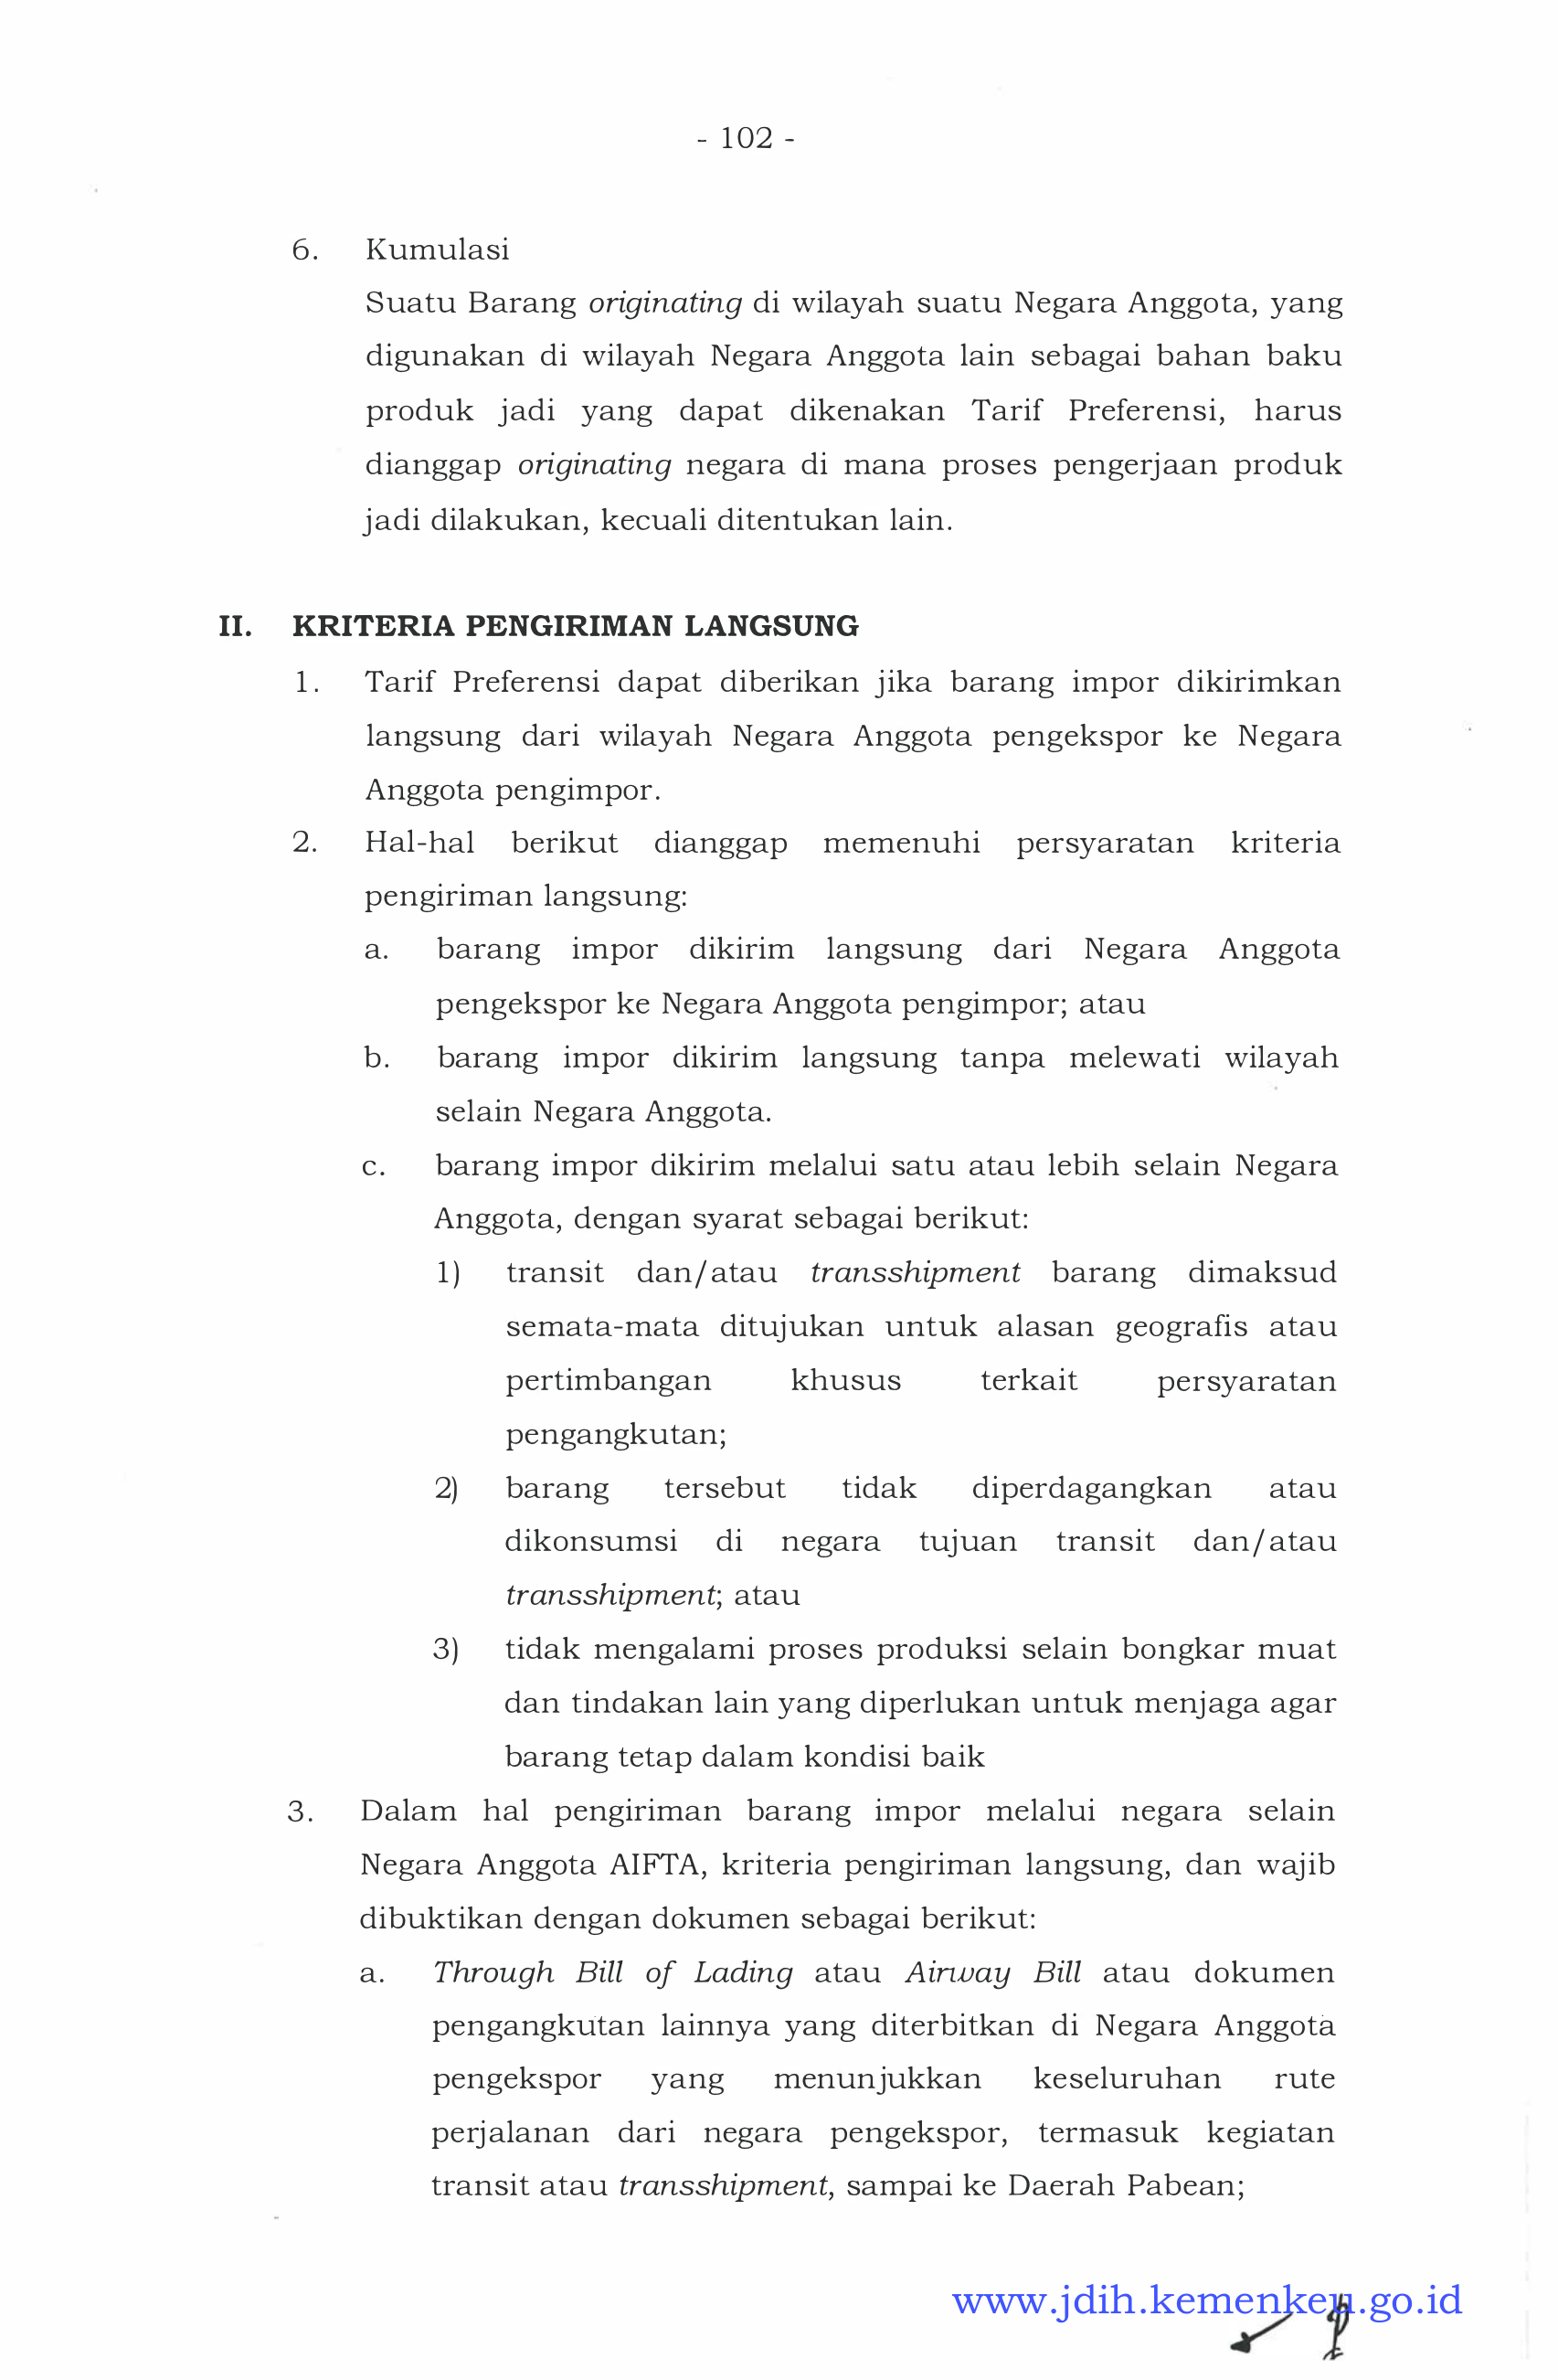 - 102 -
6. Kumulasi
Suatu Barang originating di wilayah suatu Negara Anggota, yang
digunakan di wilayah Negara Anggota lain sebagai bahan baku
produk jadi yang dapat dikenakan Tarif Preferensi, harus
dianggap originating negara di mana proses pengerjaan produk
jadi dilakukan, kecuali ditentukan lain.
II. KRITERIA PENGIRIMAN LANGSUNG
1. Tarif Preferensi dapat diberikan jika barang impor dikirimkan
langsung dari wilayah Negara Anggota pengekspor ke Negara
Anggota pengimpor.
2. Hal-hal berikut dianggap memenuhi persyaratan kriteria
pengiriman langsung:
a. barang impor dikirim langsung dari Negara Anggota
pengekspor ke Negara Anggota pengimpor; atau
b. barang impor dikirim langsung tanpa melewati wilayah
selain Negara Anggota.
c. barang impor dikirim melalui satu atau lebih selain Negara
Anggota, dengan syarat sebagai berikut:
1) transit dan/atau transshipment barang dimaksud
semata-mata ditujukan untuk alasan geografis atau
pertimbangan khusus terkait persyaratan
pengangkutan;
2) barang tersebut tidak diperdagangkan atau
dikonsumsi di negara tujuan transit dan/atau
transshipment; atau
3) tidak mengalami proses produksi selain bongkar muat
dan tindakan lain yang diperlukan untuk menjaga agar
barang tetap dalam kondisi baik
3. Dalam hal pengiriman barang impor melalui negara selain
Negara Anggota AIFTA, kriteria pengiriman langsung, dan wajib
dibuktikan dengan dokumen sebagai berikut:
a. Through Bill of Lading atau Airway Bill atau dokumen
pengangkutan lainnya yang diterbitkan di Negara Anggota
pengekspor yang menunjukkan keseluruhan rute
perjalanan dari negara pengekspor, termasuk kegiatan
transit atau transshipment, sampai ke Daerah Pabean;
www.jdih.kemenkeu.go.id